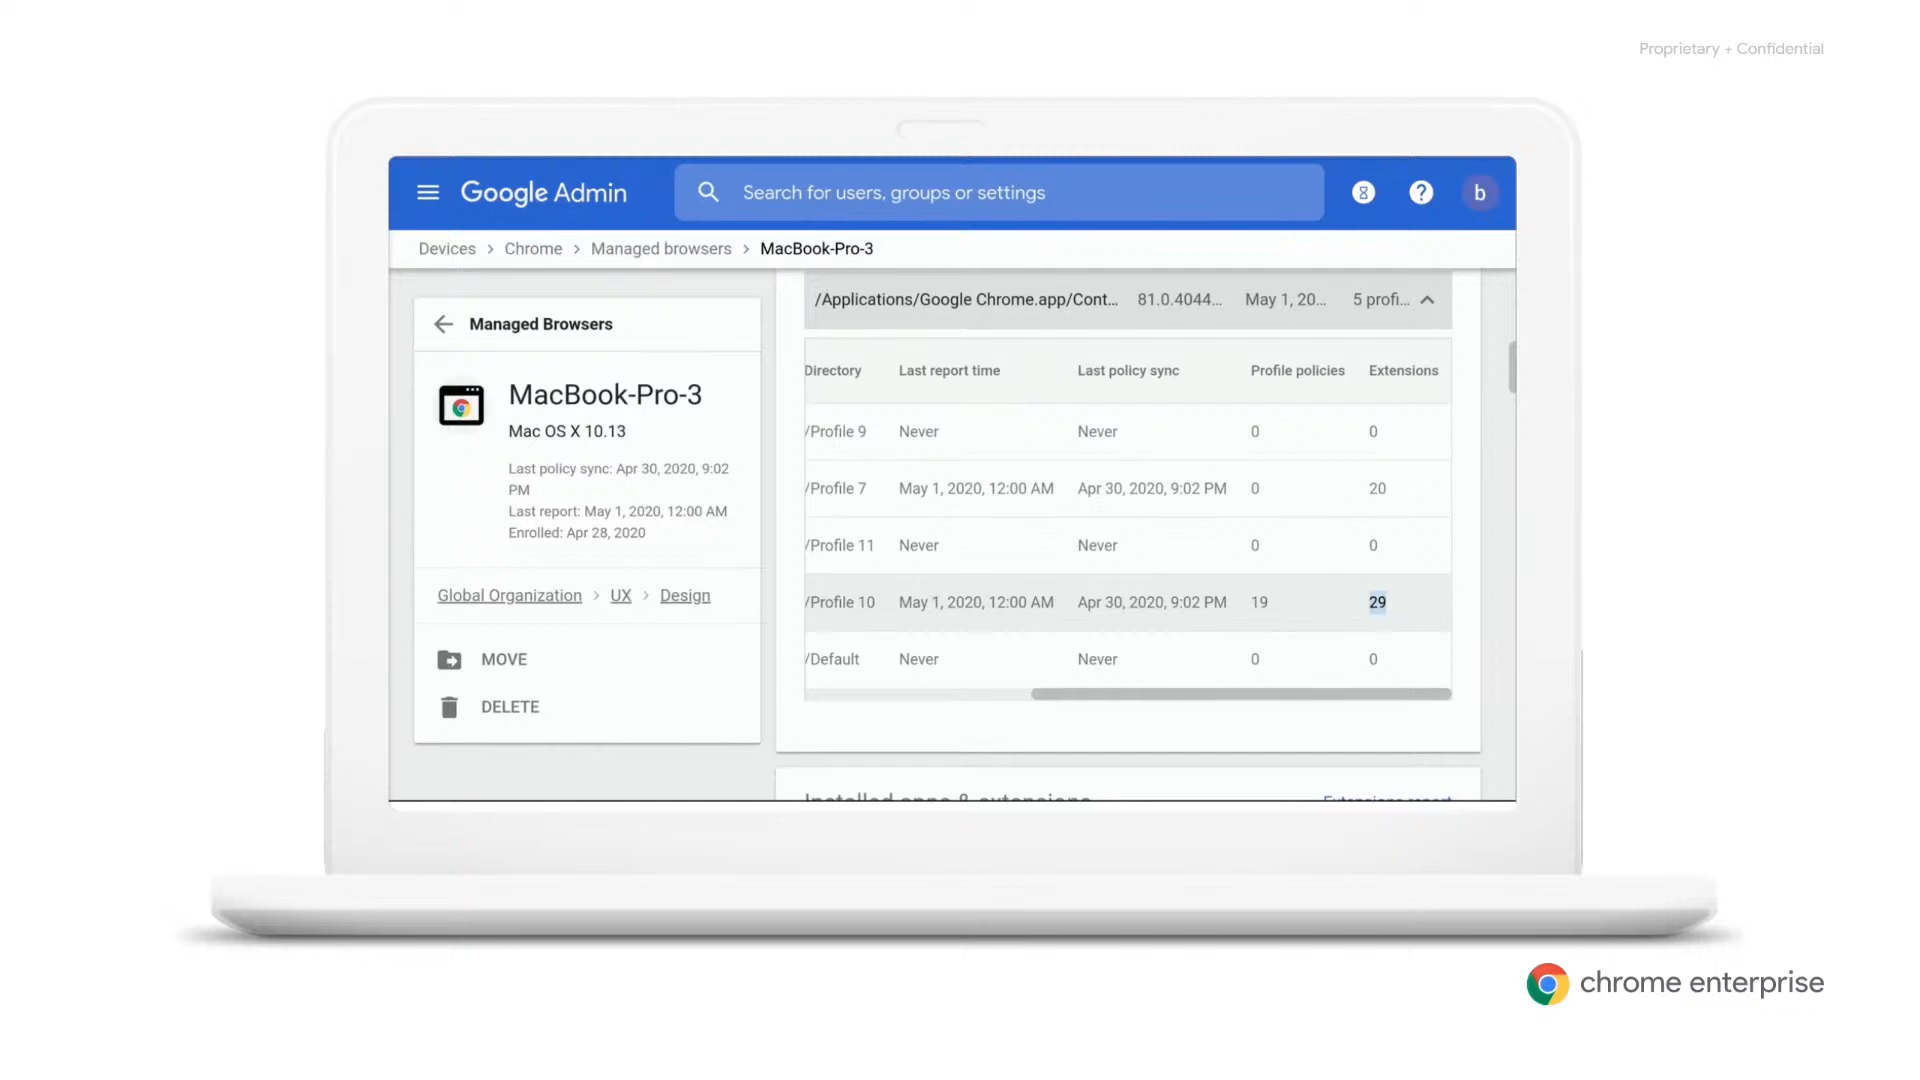 Proprietary + Confidential
Google Admin
Search for users, groups or settings
b
Devices > Chrome > Managed browsers > MacBook-Pro-3
Managed Browsers
MacBook-Pro-3
Mac OS X 10.13
Last policy sync: Apr 30, 2020, 9:02
PM
Last report: May 1, 2020, 12:00 AM
Enrolled: Apr 28, 2020
Global Organization > UX > Design
MOVE
DELETE
/Applications/Google Chrome.app/Cont... 81.0.4044... May 1, 20... 5 profi...
Directory Last report time Last policy sync Profile policies Extensions
/Profile 9 Never Never 0 0
/Profile 7 May 1, 2020, 12:00 AM Apr 30, 2020, 9:02 PM 0 20
/Profile 11 Never Never 0 0
/Profile 10 May 1, 2020, 12:00 AM Apr 30, 2020, 9:02 PM 19 29
/Default Never Never 0 0
Installed apps & extensions Extensions report
chrome enterprise